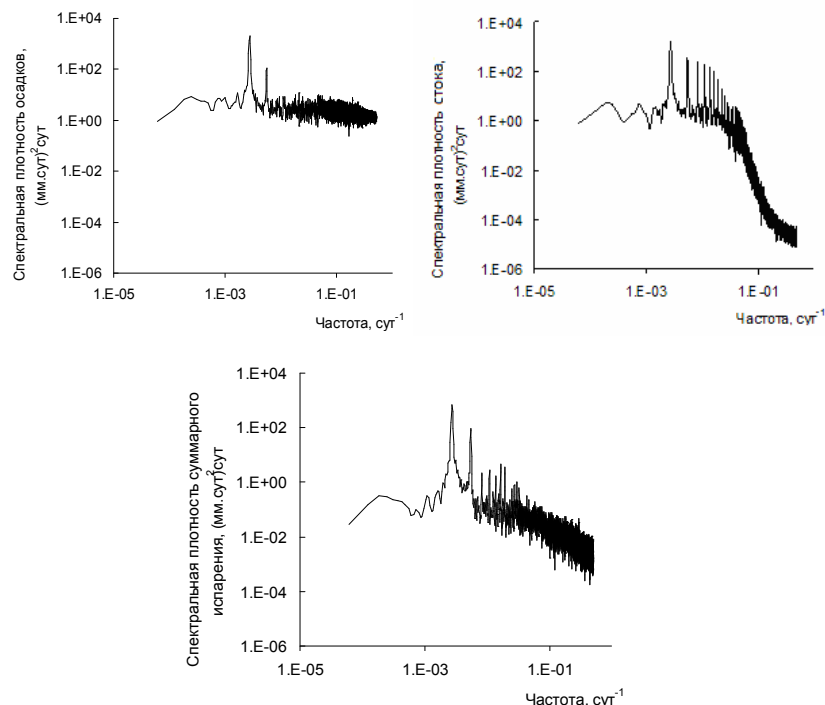 Спектральная плотность осадков,
(мм.сут)²сут
1.E+04
1.E+02
1.E+00
1.E-02
1.E-04
1.E-06
1.E-05
1.E-03
1.E-01
Частота, сут⁻¹
Спектральная плотность стока,
(мм.сут)²сут
1.E+04
1.E+02
1.E+00
1.E-02
1.E-04
1.E-06
1.E-05
1.E-03
1.E-01
Частота, сут⁻¹
Спектральная плотность суммарного
испарения, (мм.сут)²сут
1.E+04
1.E+02
1.E+00
1.E-02
1.E-04
1.E-06
1.E-05
1.E-03
1.E-01
Частота, сут⁻¹